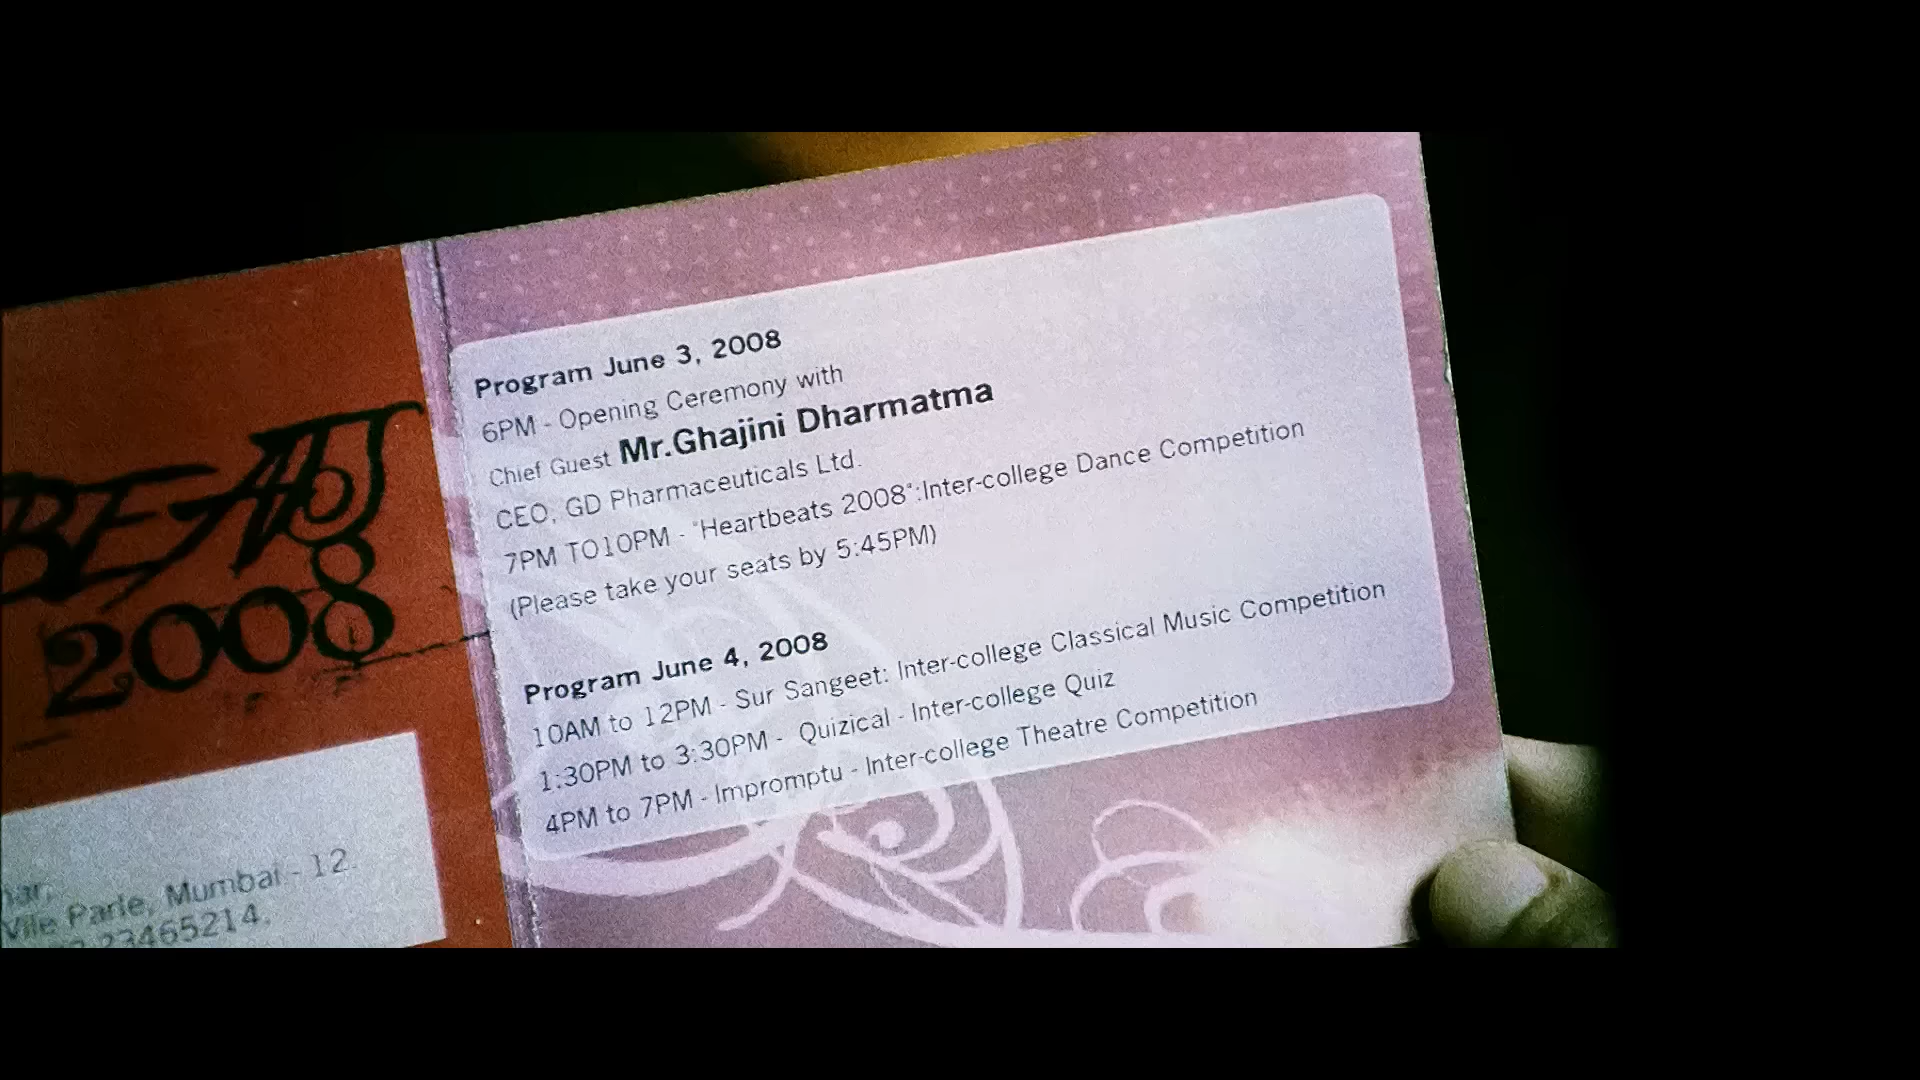 BEATS
2008
Ville Parle, Mumbai - 12.
23465214.
Program June 3, 2008
6PM - Opening Ceremony with
Chief Guest Mr.Ghajini Dharmatma
CEO, GD Pharmaceuticals Ltd.
7PM TO10PM - "Heartbeats 2008":Inter-college Dance Competition
(Please take your seats by 5:45PM)
Program June 4, 2008
10AM to 12PM - Sur Sangeet: Inter-college Classical Music Competition
1:30PM to 3:30PM - Quizical - Inter-college Quiz
4PM to 7PM - Impromptu - Inter-college Theatre Competition